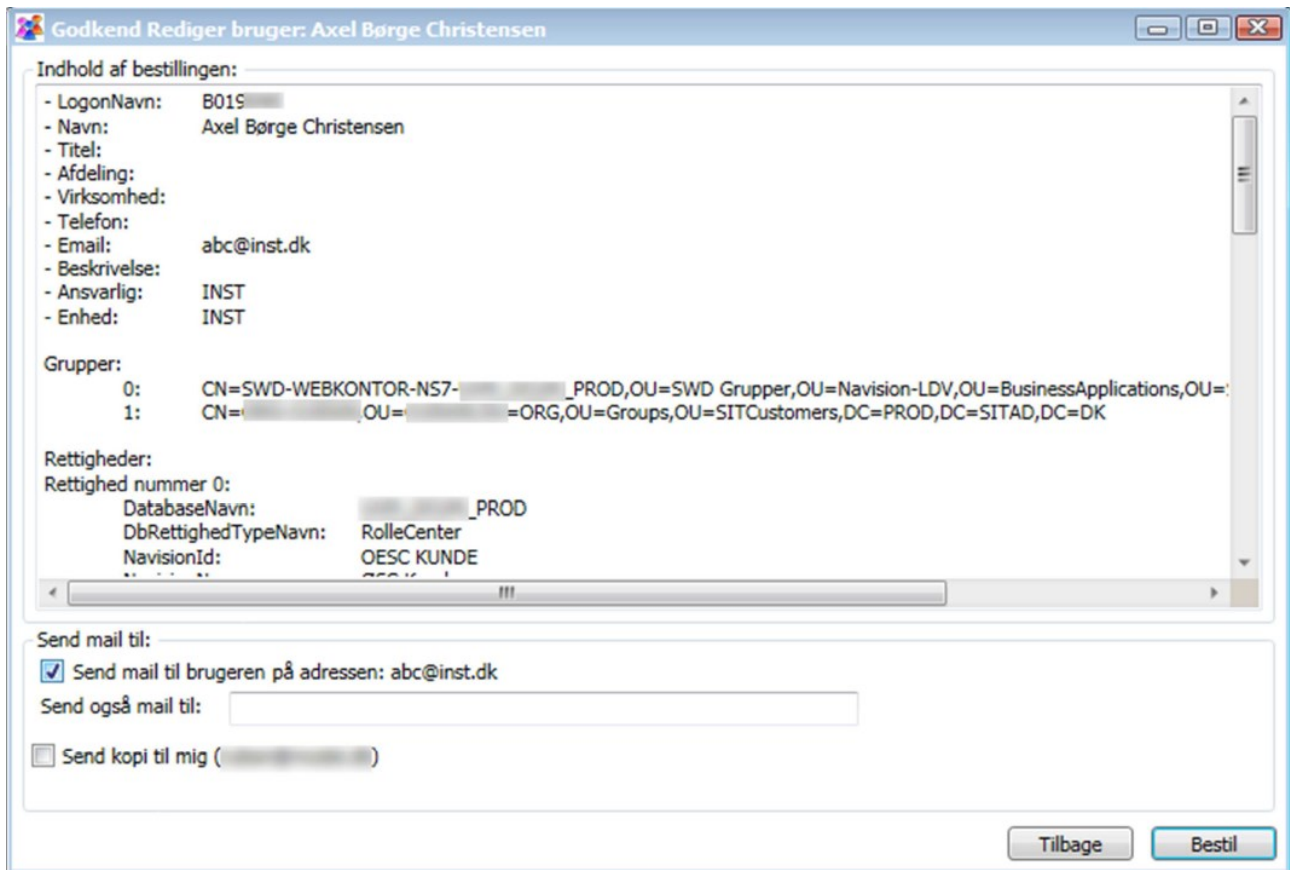 Godkend Rediger bruger: Axel Børge Christensen
Indhold af bestillingen:
- LogonNavn: B019
- Navn: Axel Børge Christensen
- Titel:
- Afdeling:
- Virksomhed:
- Telefon:
- Email: abc@inst.dk
- Beskrivelse:
- Ansvarlig: INST
- Enhed: INST
Grupper:
0: CN=SWD-WEBKONTOR-NS7- _PROD,OU=SWD Grupper,OU=Navision-LDV,OU=BusinessApplications,OU=
1: CN= ,OU= =ORG,OU=Groups,OU=SITCustomers,DC=PROD,DC=SITAD,DC=DK
Rettigheder:
Rettighed nummer 0:
DatabaseNavn: _PROD
DbRettighedTypeNavn: RolleCenter
NavisionId: OESC KUNDE
Send mail til:
Send mail til brugeren på adressen: abc@inst.dk
Send også mail til:
Send kopi til mig ( )
Tilbage Bestil